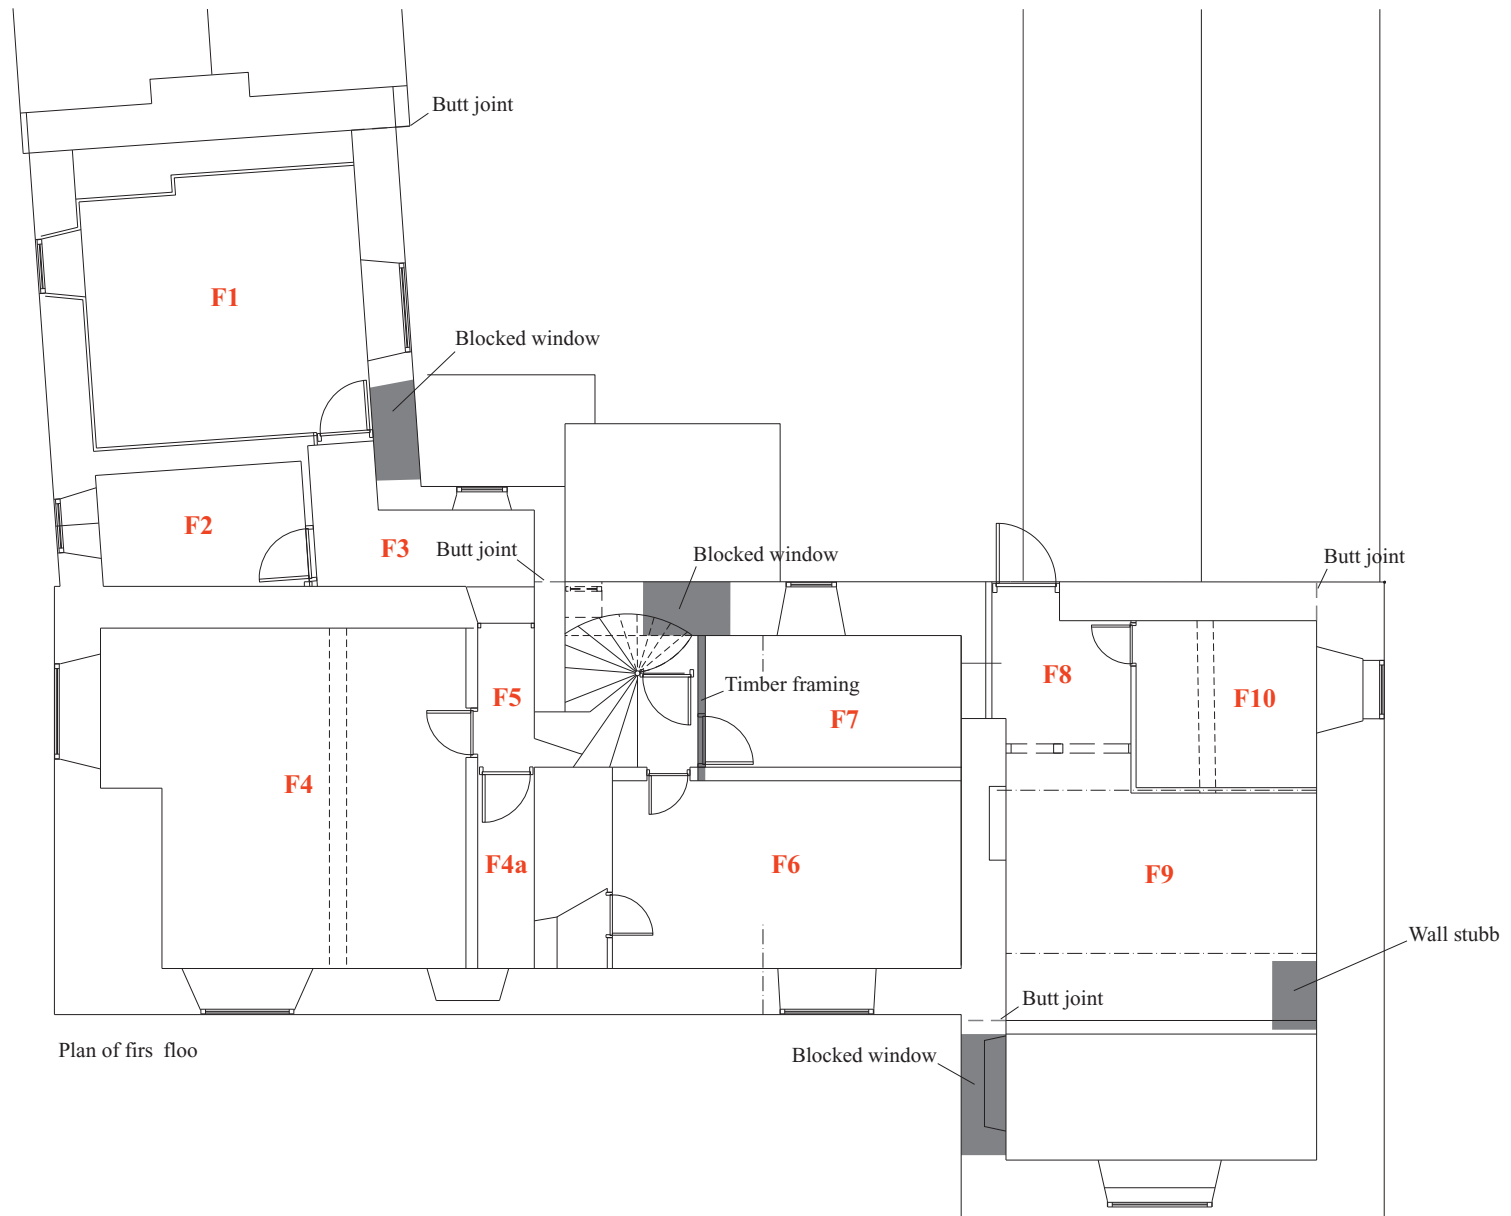 Butt joint
F1
Blocked window
F2
F3
Butt joint
Blocked window
Butt joint
F5
Timber framing
F7
F8
F10
F4
F4a
F6
F9
Wall stubb
Butt joint
Plan of firs floo
Blocked window